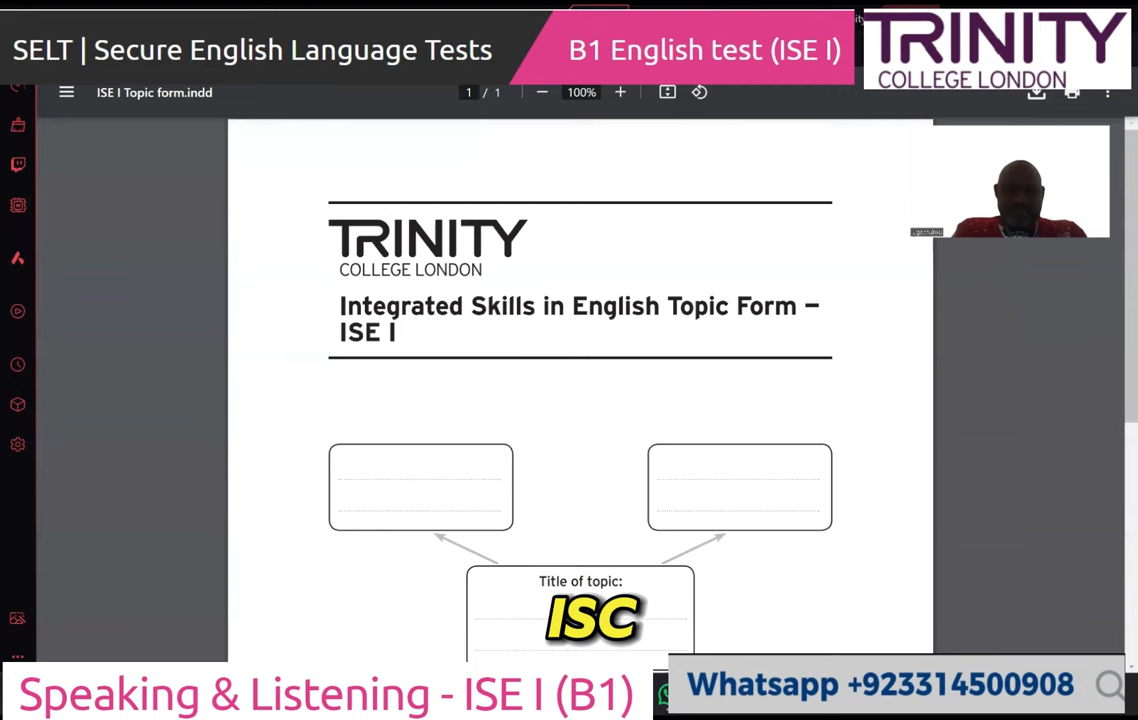 SELT | Secure English Language Tests
B1 English test (ISE I)
TRINITY
COLLEGE LONDON
ISE I Topic form.indd
1 / 1
100%
TRINITY
COLLEGE LONDON
Integrated Skills in English Topic Form –
ISE I
Title of topic:
ISC
Speaking & Listening - ISE I (B1)
Whatsapp +923314500908